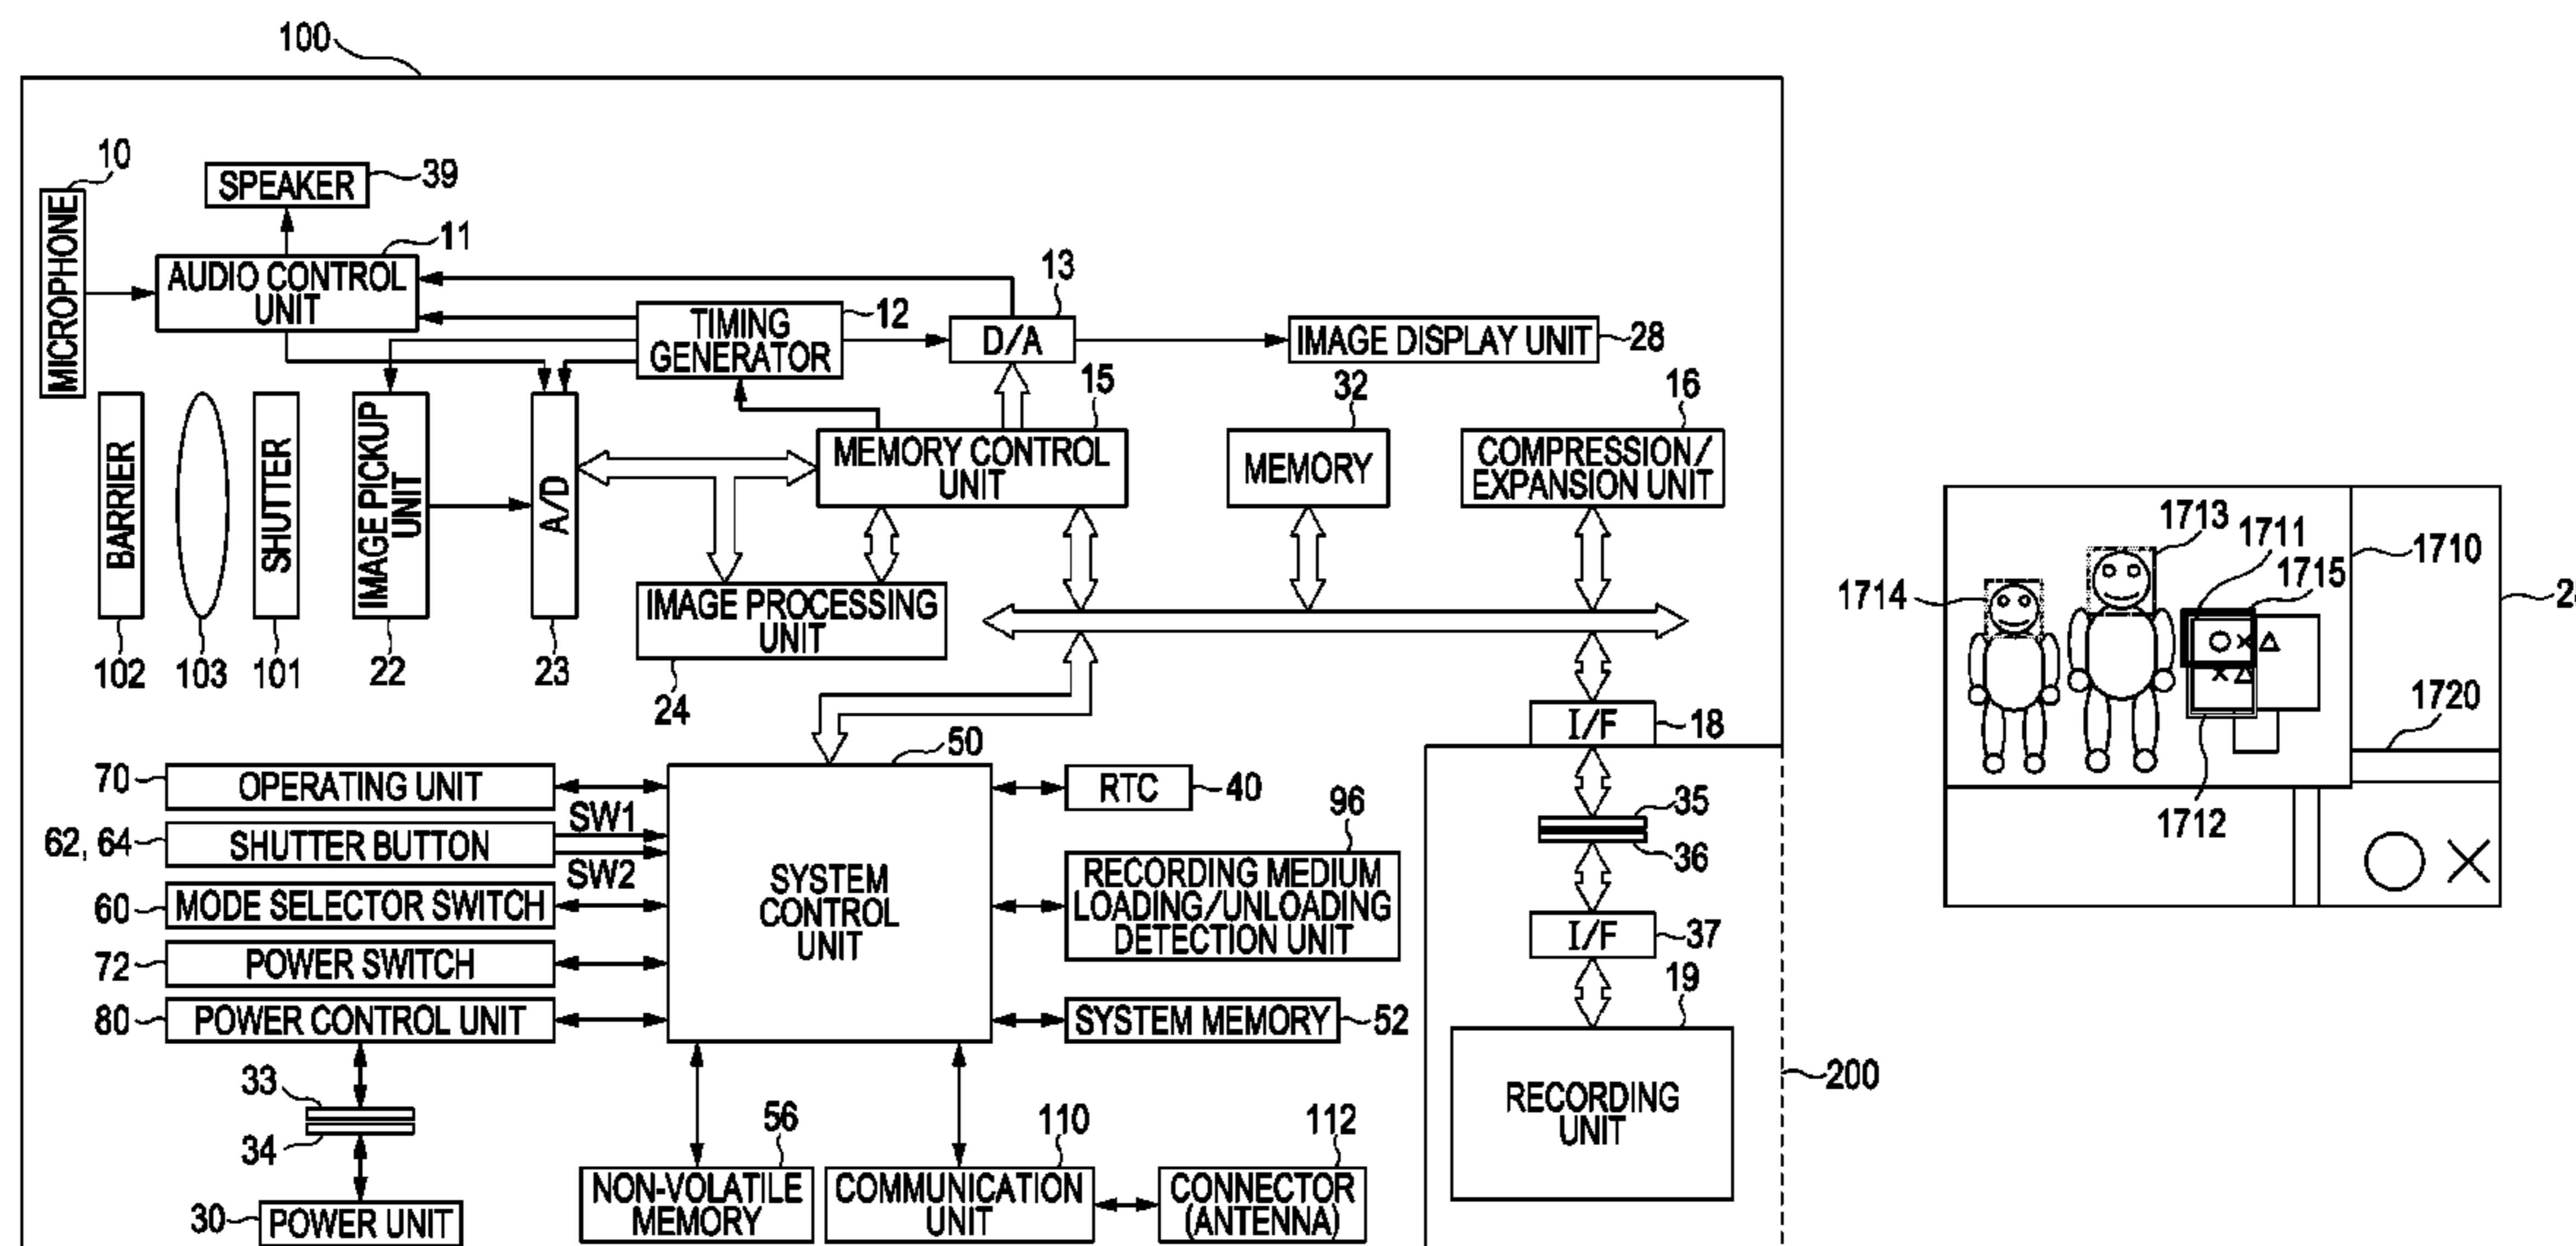 100
10
SPEAKER
39
MICROPHONE
11
AUDIO CONTROL
UNIT
13
TIMING
GENERATOR
12
D/A
IMAGE DISPLAY UNIT
28
15
32
16
BARRIER
SHUTTER
IMAGE PICKUP
UNIT
A/D
MEMORY CONTROL
UNIT
MEMORY
COMPRESSION/
EXPANSION UNIT
IMAGE PROCESSING
UNIT
102
103
101
22
23
24
I/F
18
50
70
OPERATING UNIT
SW1
62, 64
SHUTTER BUTTON
SW2
60
MODE SELECTOR SWITCH
72
POWER SWITCH
80
POWER CONTROL UNIT
SYSTEM
CONTROL
UNIT
RTC
40
96
RECORDING MEDIUM
LOADING/UNLOADING
DETECTION UNIT
SYSTEM MEMORY
52
35
36
I/F
37
19
RECORDING
UNIT
200
33
34
30
POWER UNIT
56
NON-VOLATILE
MEMORY
110
COMMUNICATION
UNIT
112
CONNECTOR
(ANTENNA)
1713
1711
1715
1710
1714
1720
1712